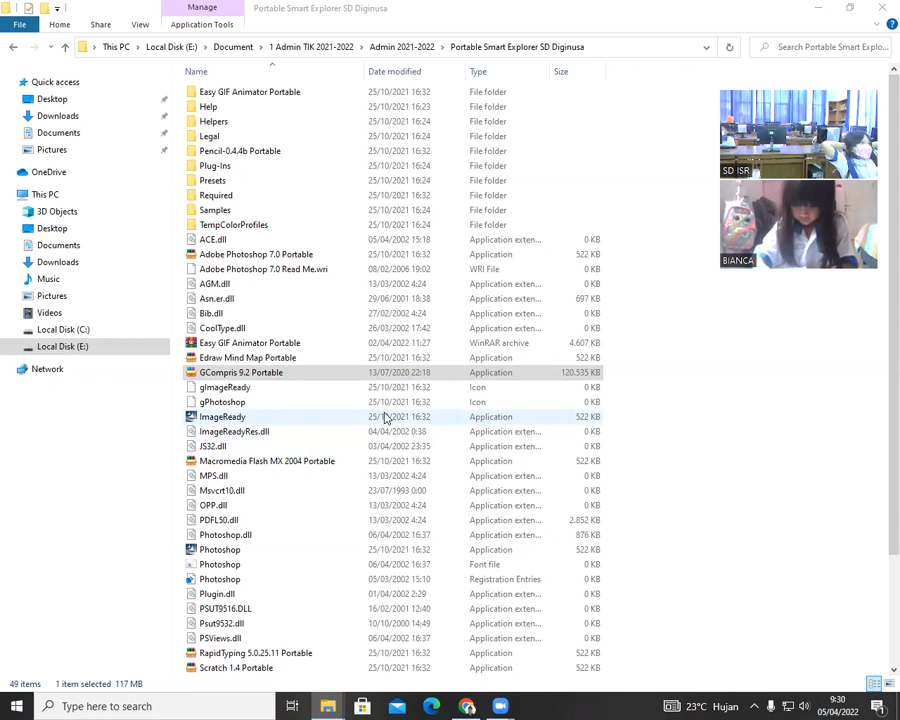 Manage
Portable Smart Explorer SD Diginusa
File Home Share View Application Tools
This PC Local Disk (E:) Document 1 Admin TIK 2021-2022 Admin 2021-2022 Portable Smart Explorer SD Diginusa Search Portable Smart Explo...
Name Date modified Type Size
Quick access
Desktop
Downloads
Documents
Pictures
OneDrive
This PC
3D Objects
Desktop
Documents
Downloads
Music
Pictures
Videos
Local Disk (C:)
Local Disk (E:)
Network
Easy GIF Animator Portable 25/10/2021 16:32 File folder
Help 25/10/2021 16:23 File folder
Helpers 25/10/2021 16:24 File folder
Legal 25/10/2021 16:24 File folder
Pencil-0.4.4b Portable 25/10/2021 16:32 File folder
Plug-Ins 25/10/2021 16:24 File folder
Presets 25/10/2021 16:24 File folder
Required 25/10/2021 16:24 File folder
Samples 25/10/2021 16:24 File folder
TempColorProfiles 25/10/2021 16:24 File folder
ACE.dll 05/04/2002 15:18 Application exten... 0 KB
Adobe Photoshop 7.0 Portable 25/10/2021 16:32 Application 522 KB
Adobe Photoshop 7.0 Read Me.wri 08/02/2006 19:02 WRI File 0 KB
AGM.dll 13/03/2002 4:24 Application exten... 0 KB
Asn.er.dll 29/06/2001 18:38 Application exten... 697 KB
Bib.dll 27/02/2002 4:24 Application exten... 0 KB
CoolType.dll 26/03/2002 17:42 Application exten... 0 KB
Easy GIF Animator Portable 02/04/2022 11:27 WinRAR archive 4.607 KB
Edraw Mind Map Portable 25/10/2021 16:32 Application 522 KB
GCompris 9.2 Portable 13/07/2020 22:18 Application 120.535 KB
gImageReady 25/10/2021 16:32 Icon 0 KB
gPhotoshop 25/10/2021 16:32 Icon 0 KB
ImageReady 25/10/2021 16:32 Application 522 KB
ImageReadyRes.dll 04/04/2002 0:38 Application exten... 0 KB
JS32.dll 03/04/2002 23:35 Application exten... 0 KB
Macromedia Flash MX 2004 Portable 25/10/2021 16:32 Application 522 KB
MPS.dll 13/03/2002 4:24 Application exten... 0 KB
Msvcrt10.dll 23/07/1993 0:00 Application exten... 0 KB
OPP.dll 13/03/2002 4:24 Application exten... 0 KB
PDFL50.dll 13/03/2002 4:24 Application exten... 2.852 KB
Photoshop.dll 06/04/2002 16:37 Application exten... 876 KB
Photoshop 25/10/2021 16:32 Application 522 KB
Photoshop 06/04/2002 16:37 Font file 0 KB
Photoshop 05/03/2002 15:10 Registration Entries 0 KB
Plugin.dll 01/04/2002 2:29 Application exten... 0 KB
PSUT9516.DLL 16/02/2001 12:40 Application exten... 0 KB
Psut9532.dll 10/10/2000 14:49 Application exten... 0 KB
PSViews.dll 06/04/2002 16:37 Application exten... 0 KB
RapidTyping 5.0.25.11 Portable 25/10/2021 16:32 Application 522 KB
Scratch 1.4 Portable 25/10/2021 16:32 Application 522 KB
SD ISR
BIANCA
49 items 1 item selected 117 MB
Type here to search
23°C Hujan
9:30
05/04/2022
1